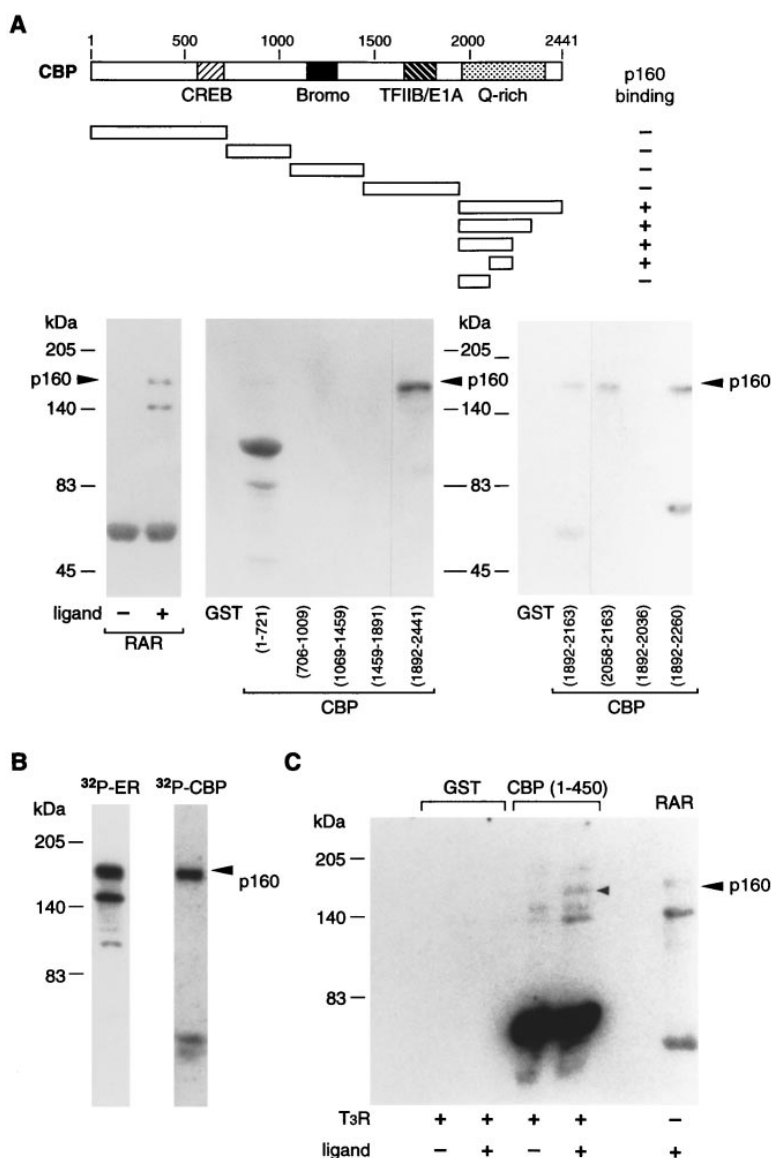 A
1 500 1000 1500 2000 2441
CBP
CREB Bromo TFIIB/E1A Q-rich
p160
binding
–
–
–
–
+
+
+
+
–
kDa
205
p160
140
83
45
ligand – +
RAR
p160
GST (1-721) (706-1009) (1069-1459) (1459-1891) (1892-2441)
CBP
kDa
205
140
83
45
p160
GST (1892-2163) (2058-2163) (1892-2036) (1892-2260)
CBP
B
32P-ER 32P-CBP
kDa
205
140
83
p160
C
GST CBP (1-450) RAR
kDa
205
140
83
p160
T3R + + + + –
ligand – + – + +